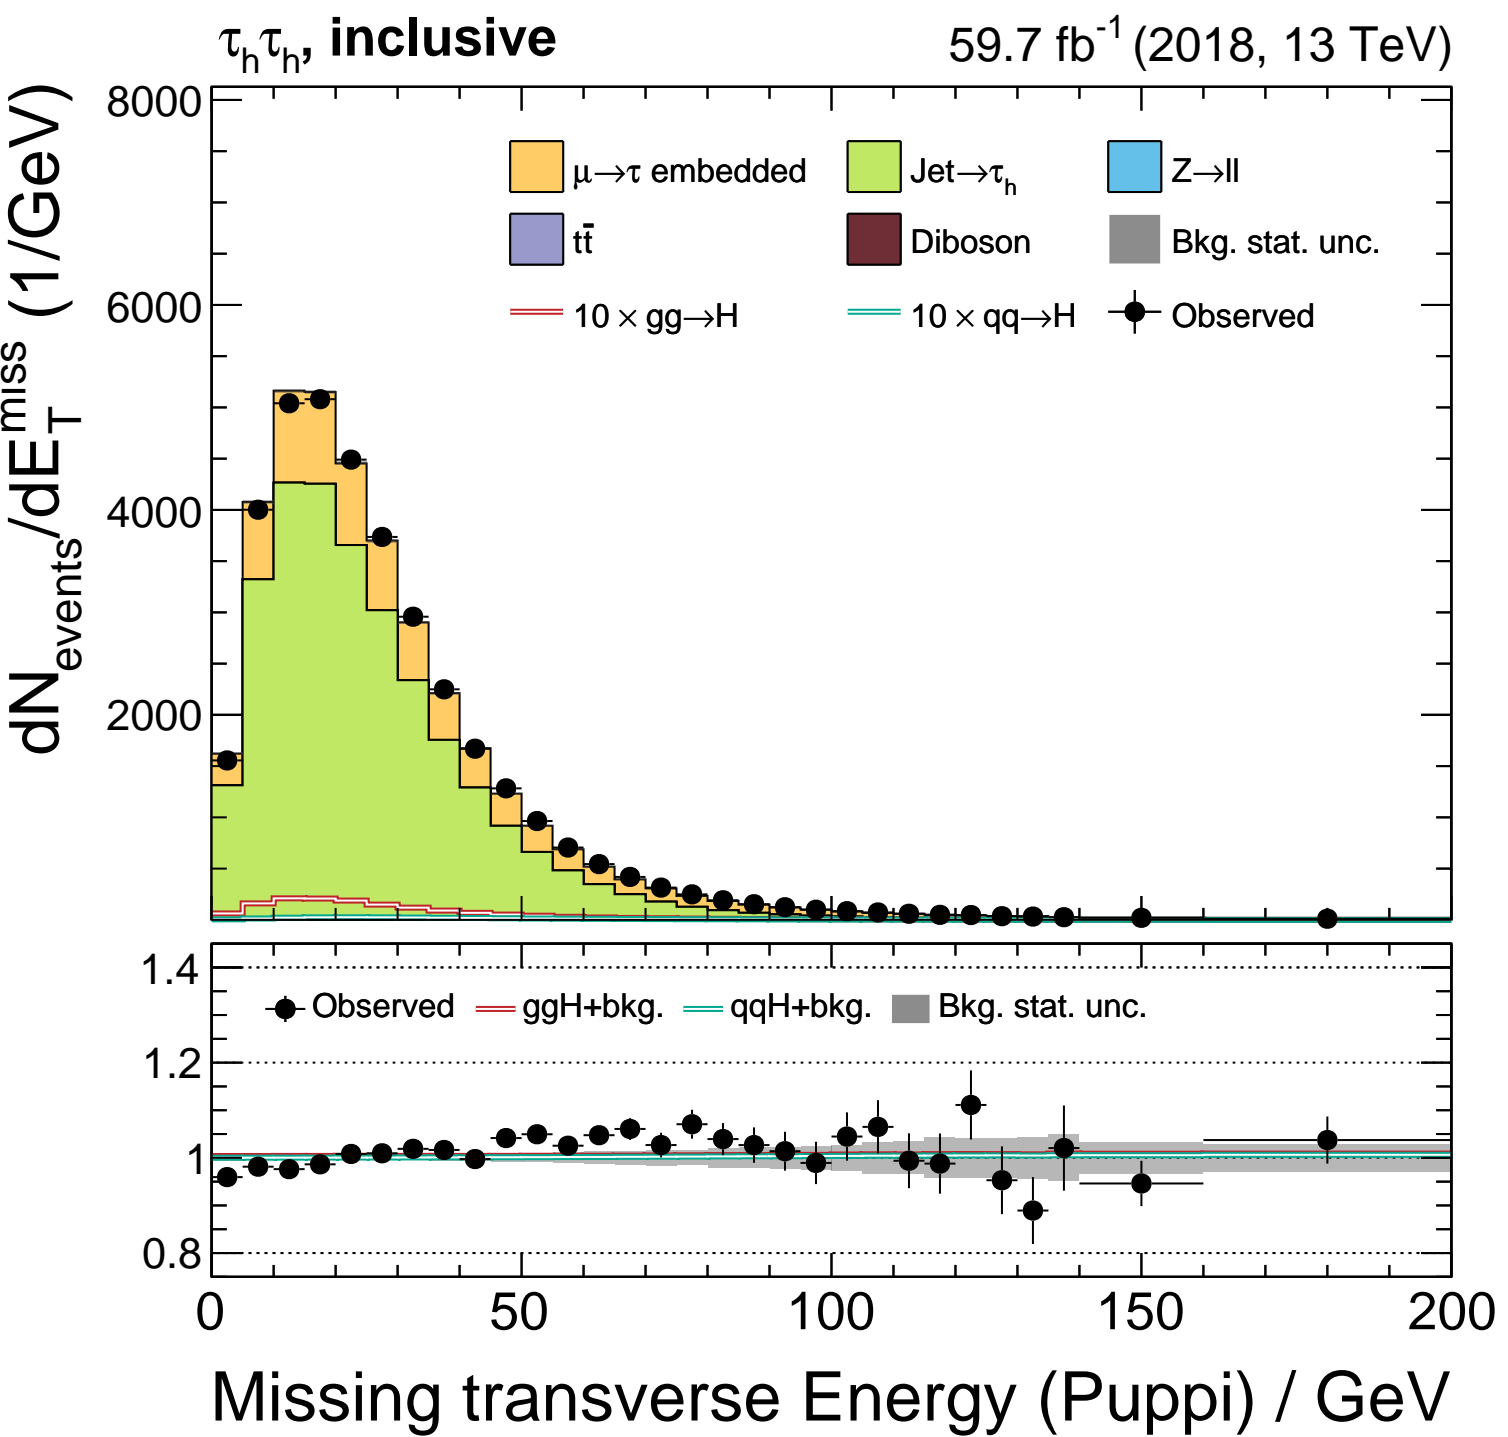 τhτh, inclusive
59.7 fb-1 (2018, 13 TeV)
dNevents/dETmiss (1/GeV)
8000
6000
4000
2000
μ→τ embedded
Jet→τh
Z→ll
tt̄
Diboson
Bkg. stat. unc.
10 × gg→H
10 × qq→H
Observed
1.4
1.2
1
0.8
Observed
ggH+bkg.
qqH+bkg.
Bkg. stat. unc.
0
50
100
150
200
Missing transverse Energy (Puppi) / GeV